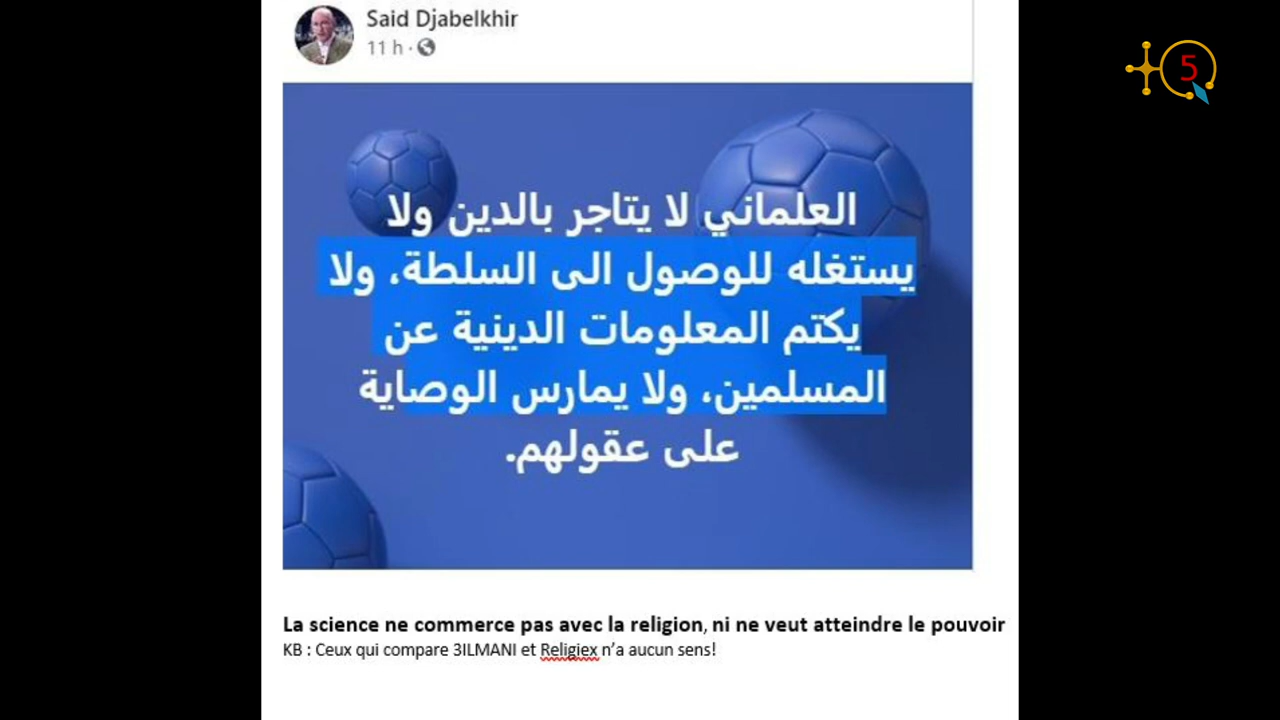 Said Djabelkhir
11 h ·
5
العلماني لا يتاجر بالدين ولا
يستغله للوصول الى السلطة، ولا
يكتم المعلومات الدينية عن
المسلمين، ولا يمارس الوصاية
على عقولهم.
La science ne commerce pas avec la religion, ni ne veut atteindre le pouvoir
KB : Ceux qui compare 3ILMANI et Religiex n’a aucun sens!